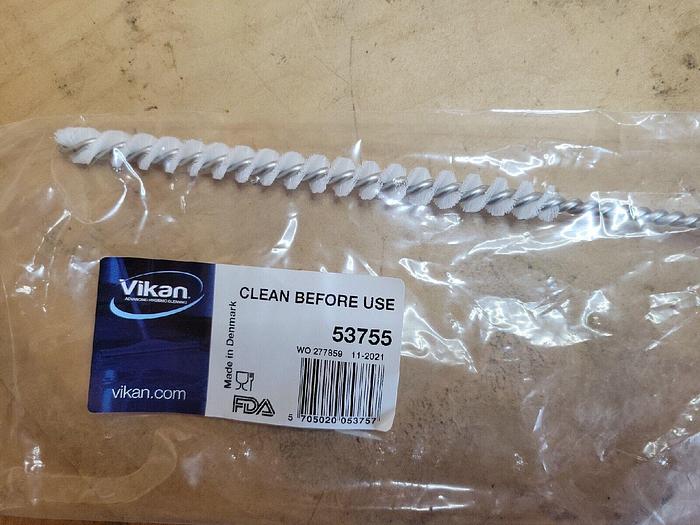 Vikan
ADVANCING HYGIENIC CLEANING
vikan.com
Made in Denmark
CLEAN BEFORE USE
53755
WO 277859 11-2021
FDA
5 705020 053757